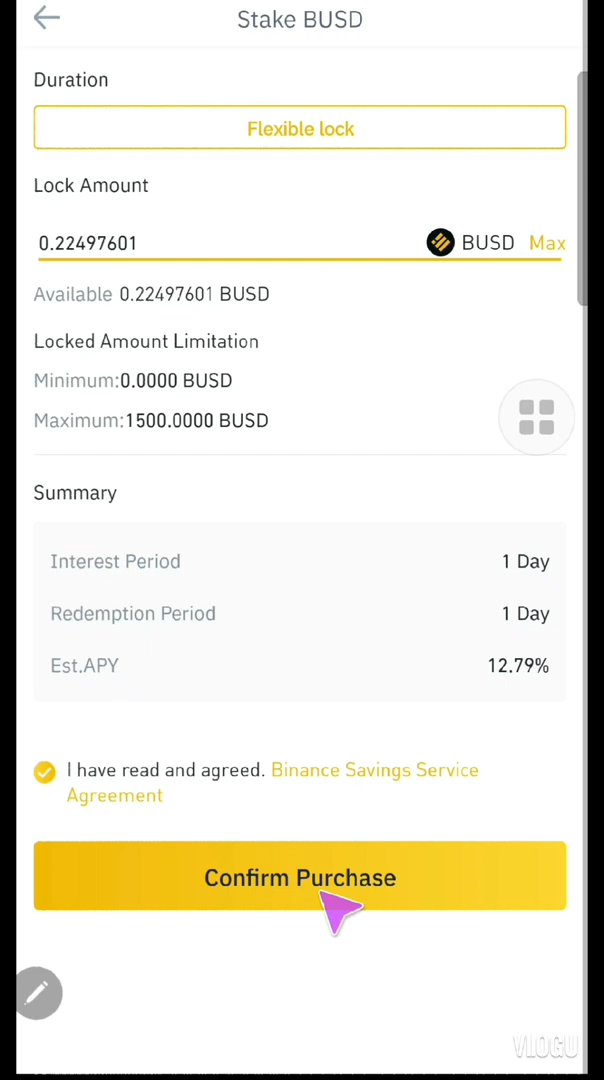 Stake BUSD
Duration
Flexible lock
Lock Amount
0.22497601 BUSD Max
Available 0.22497601 BUSD
Locked Amount Limitation
Minimum:0.0000 BUSD
Maximum:1500.0000 BUSD
Summary
Interest Period 1 Day
Redemption Period 1 Day
Est.APY 12.79%
I have read and agreed. Binance Savings Service
Agreement
Confirm Purchase
VLOGU